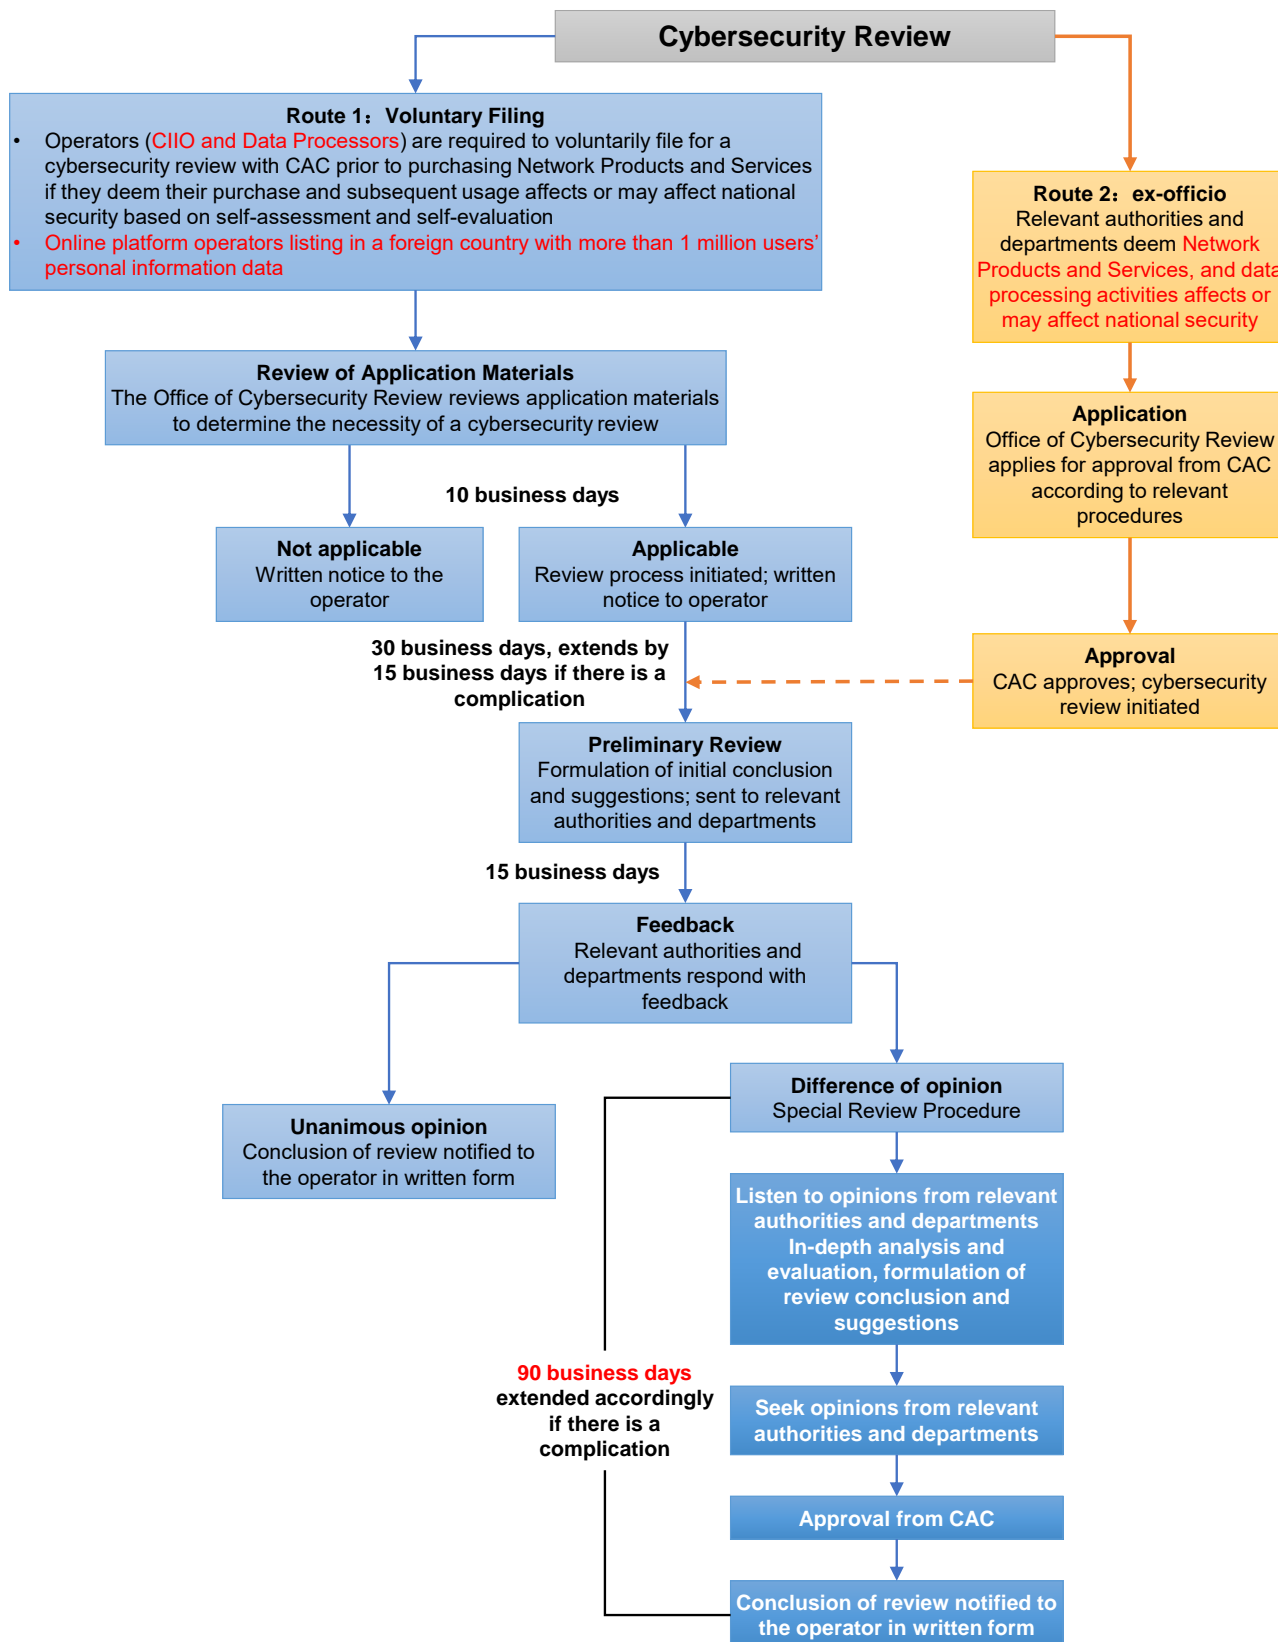 Cybersecurity Review
Route 1：Voluntary Filing
• Operators (CIIO and Data Processors) are required to voluntarily file for a
cybersecurity review with CAC prior to purchasing Network Products and Services
if they deem their purchase and subsequent usage affects or may affect national
security based on self-assessment and self-evaluation
• Online platform operators listing in a foreign country with more than 1 million users’
personal information data
Route 2：ex-officio
Relevant authorities and
departments deem Network
Products and Services, and data
processing activities affects or
may affect national security
Review of Application Materials
The Office of Cybersecurity Review reviews application materials
to determine the necessity of a cybersecurity review
Application
Office of Cybersecurity Review
applies for approval from CAC
according to relevant
procedures
10 business days
Not applicable
Written notice to the
operator
Applicable
Review process initiated; written
notice to operator
30 business days, extends by
15 business days if there is a
complication
Approval
CAC approves; cybersecurity
review initiated
Preliminary Review
Formulation of initial conclusion
and suggestions; sent to relevant
authorities and departments
15 business days
Feedback
Relevant authorities and
departments respond with
feedback
Difference of opinion
Special Review Procedure
Unanimous opinion
Conclusion of review notified to
the operator in written form
Listen to opinions from relevant
authorities and departments
In-depth analysis and
evaluation, formulation of
review conclusion and
suggestions
90 business days
extended accordingly
if there is a
complication
Seek opinions from relevant
authorities and departments
Approval from CAC
Conclusion of review notified to
the operator in written form